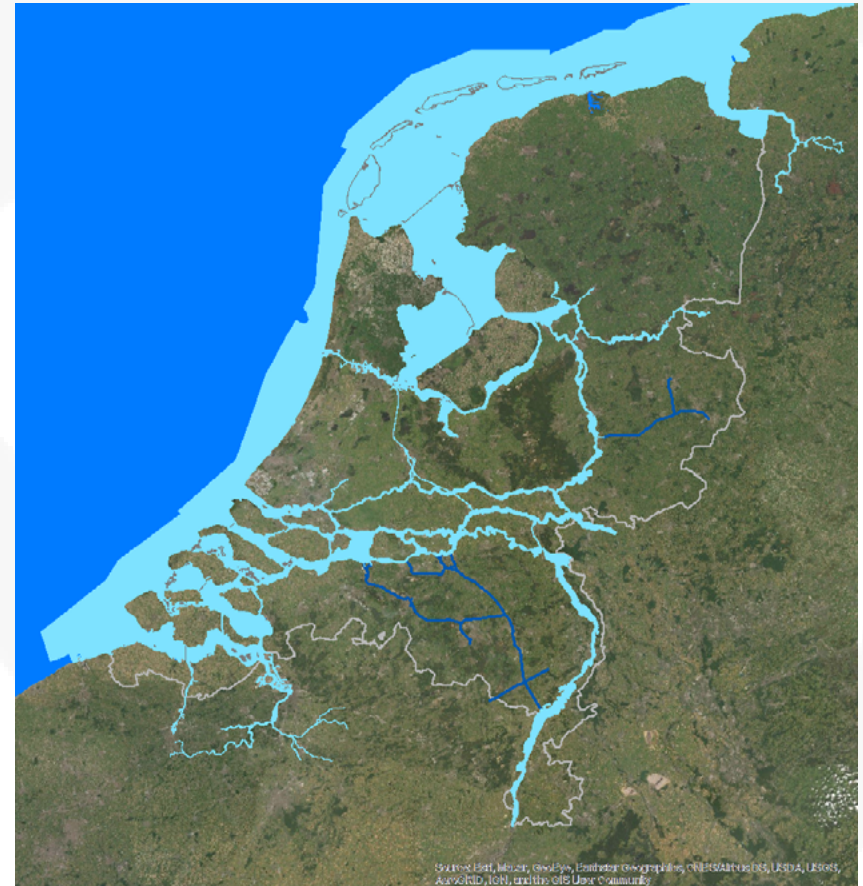 Source: Esri, Maxar, GeoEye, Earthstar Geographics, CNES/Airbus DS, USDA, USGS,
AeroGRID, IGN, and the GIS User Community